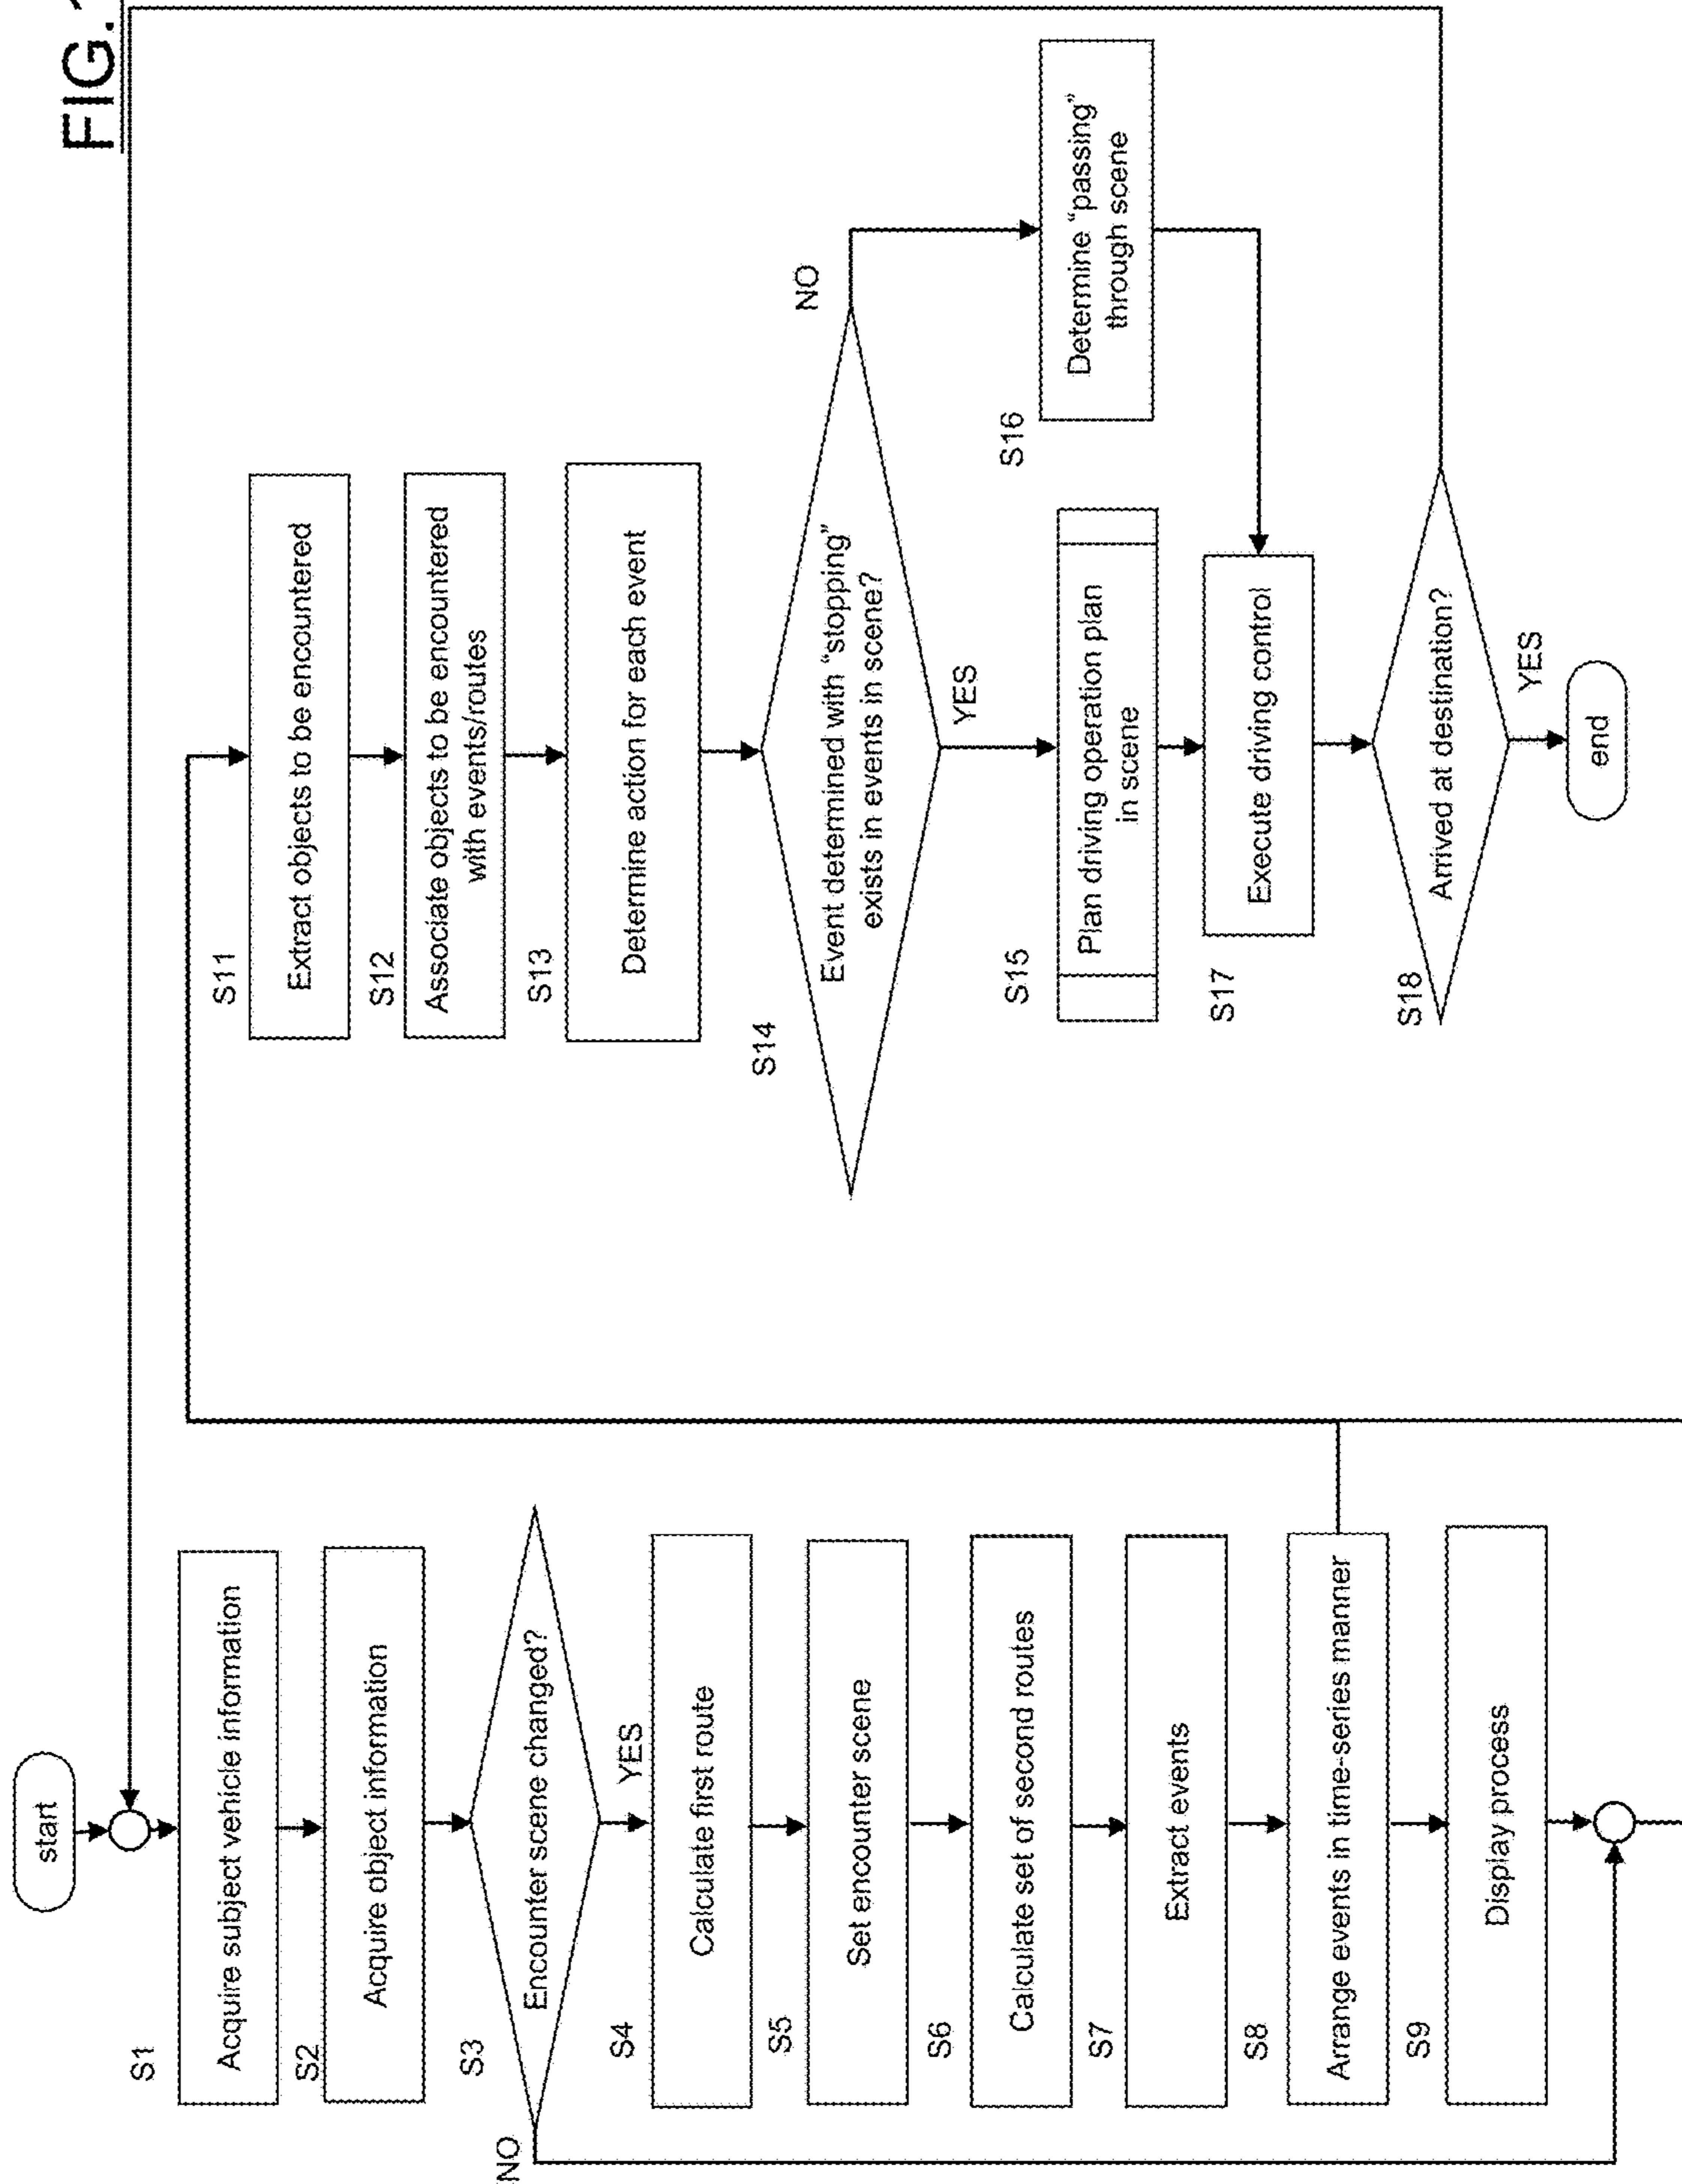 FIG.
start
S1
Acquire subject vehicle information
S2
Acquire object information
S3
Encounter scene changed?
NO
YES
S4
Calculate first route
S5
Set encounter scene
S6
Calculate set of second routes
S7
Extract events
S8
Arrange events in time-series manner
S9
Display process
S11
Extract objects to be encountered
S12
Associate objects to be encountered
with events/routes
S13
Determine action for each event
S14
Event determined with “stopping”
exists in events in scene?
NO
YES
S15
Plan driving operation plan
in scene
S16
Determine “passing”
through scene
S17
Execute driving control
S18
Arrived at destination?
YES
end